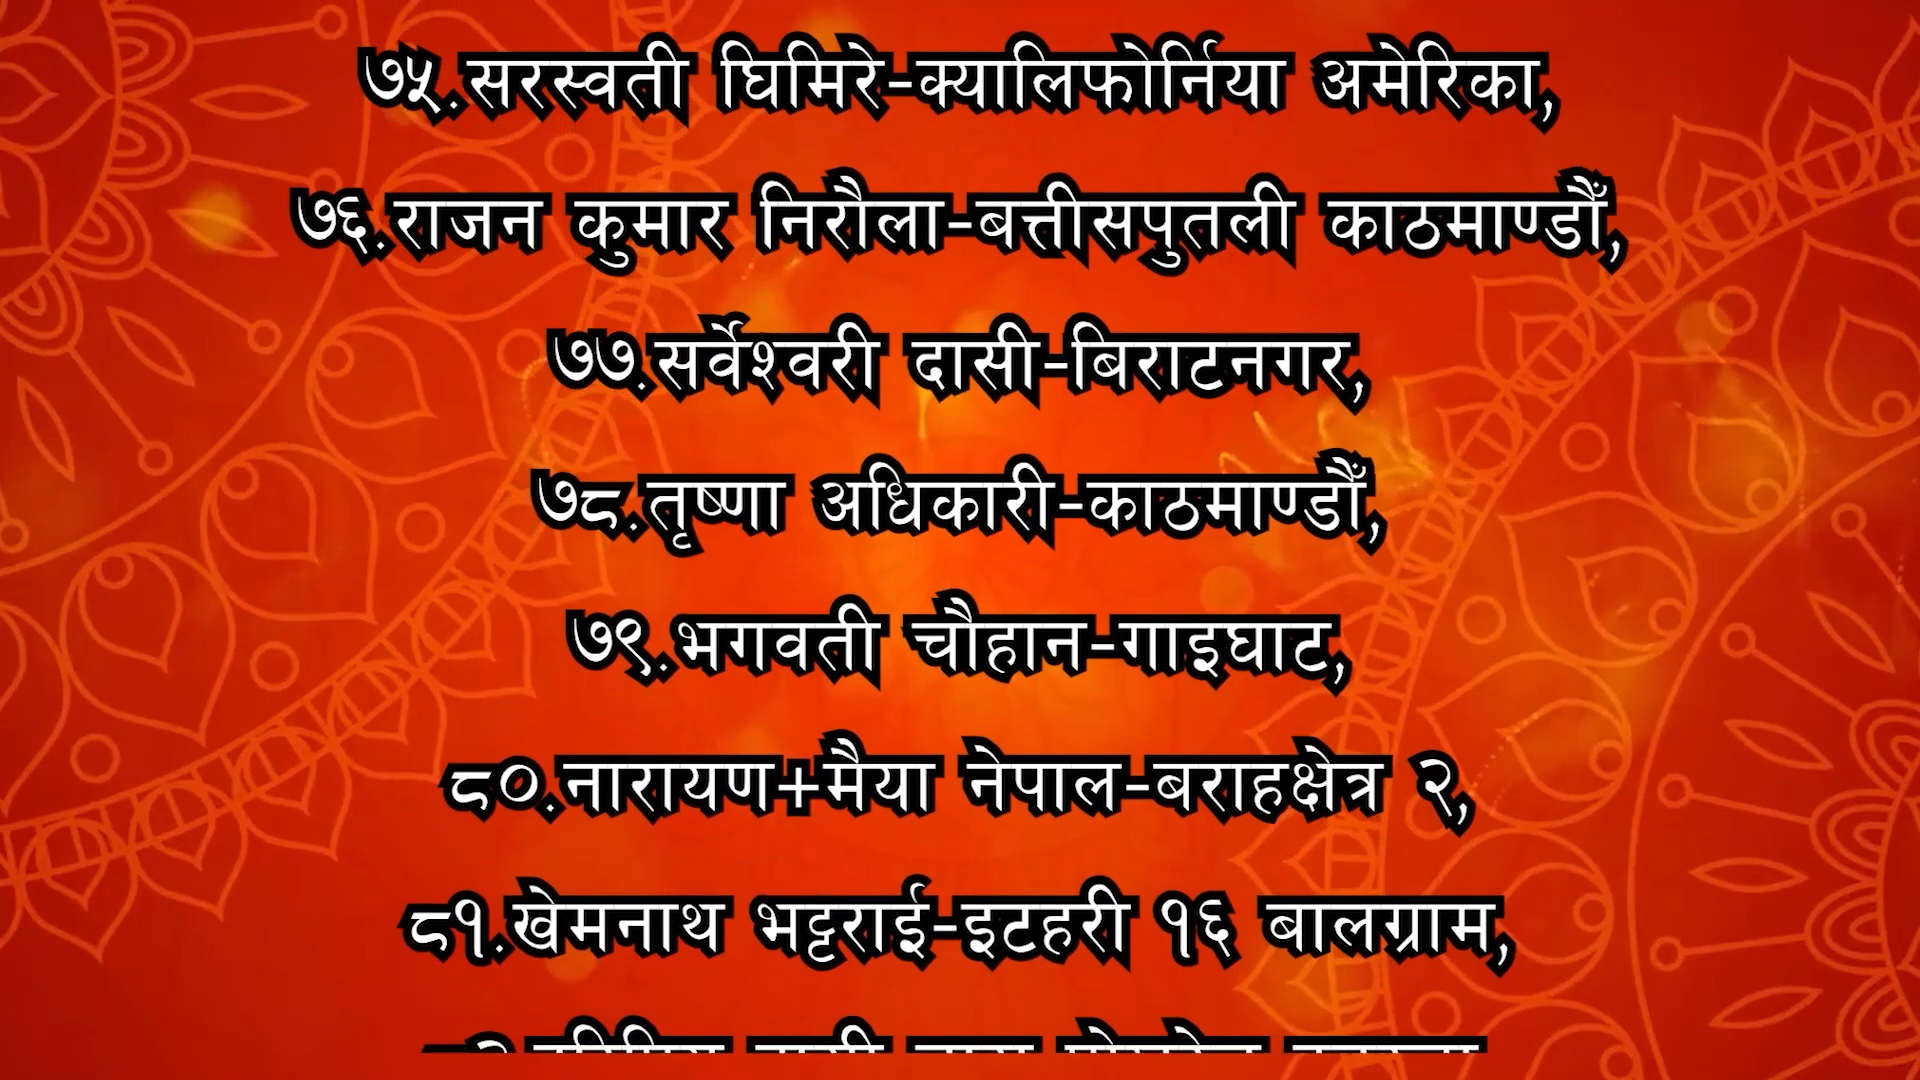 ७५.सरस्वती घिमिरे-क्यालिफोर्निया अमेरिका,
७६.राजन कुमार निरौला-बत्तीसपुतली काठमाण्डौँ,
७७.सर्वेश्वरी दासी-बिराटनगर,
७८.तृष्णा अधिकारी-काठमाण्डौँ,
७९.भगवती चौहान-गाइघाट,
८०.नारायण+मैया नेपाल-बराहक्षेत्र २,
८१.खेमनाथ भट्टराई-इटहरी १६ बालग्राम,